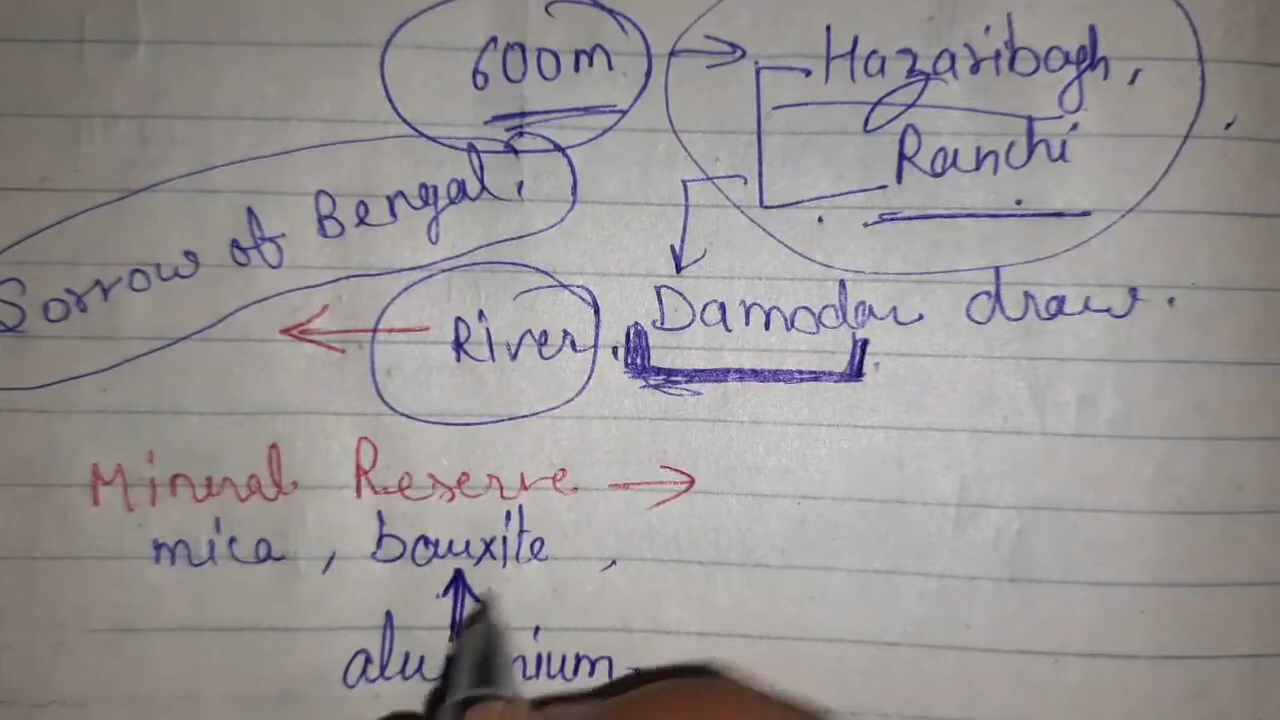 600m → Hazaribagh,
Ranchi
Sorrow of Bengal.
River. Damodar draw.
Mineral Reserve →
mica, bauxite,